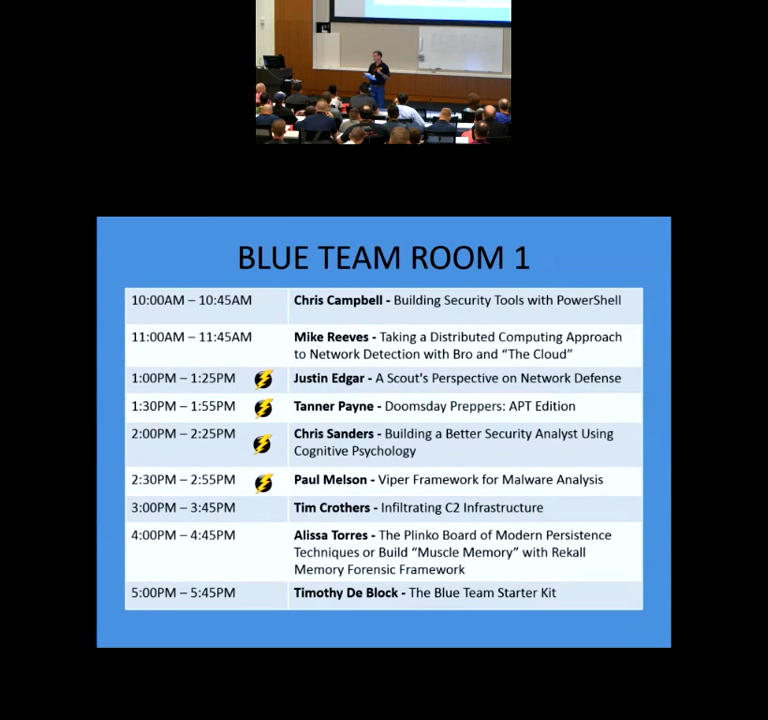 BLUE TEAM ROOM 1
10:00AM – 10:45AM
Chris Campbell - Building Security Tools with PowerShell
11:00AM – 11:45AM
Mike Reeves - Taking a Distributed Computing Approach
to Network Detection with Bro and “The Cloud”
1:00PM – 1:25PM
Justin Edgar - A Scout's Perspective on Network Defense
1:30PM – 1:55PM
Tanner Payne - Doomsday Preppers: APT Edition
2:00PM – 2:25PM
Chris Sanders - Building a Better Security Analyst Using
Cognitive Psychology
2:30PM – 2:55PM
Paul Melson - Viper Framework for Malware Analysis
3:00PM – 3:45PM
Tim Crothers - Infiltrating C2 Infrastructure
4:00PM – 4:45PM
Alissa Torres - The Plinko Board of Modern Persistence
Techniques or Build “Muscle Memory” with Rekall
Memory Forensic Framework
5:00PM – 5:45PM
Timothy De Block - The Blue Team Starter Kit